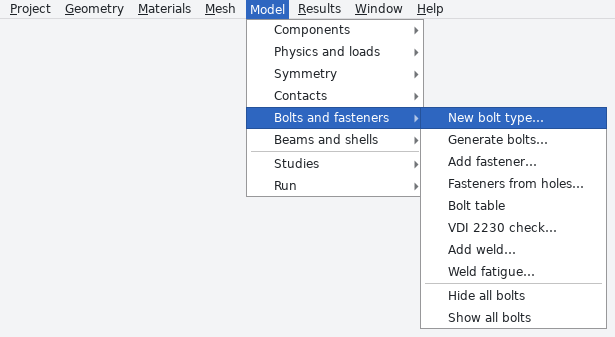 Project Geometry Materials Mesh Model Results Window Help
Components
Physics and loads
Symmetry
Contacts
Bolts and fasteners
Beams and shells
Studies
Run
New bolt type...
Generate bolts...
Add fastener...
Fasteners from holes...
Bolt table
VDI 2230 check...
Add weld...
Weld fatigue...
Hide all bolts
Show all bolts